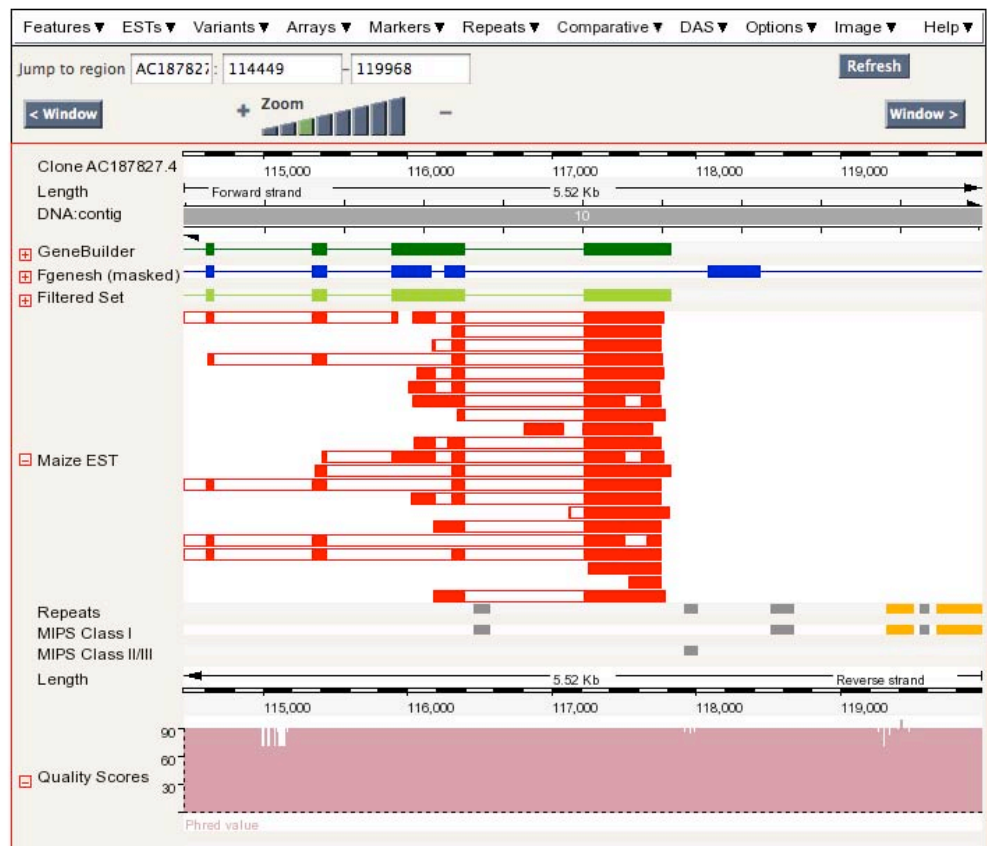 Features ▼ ESTs ▼ Variants ▼ Arrays ▼ Markers ▼ Repeats ▼ Comparative ▼ DAS ▼ Options ▼ Image ▼ Help ▼
Jump to region AC187827: 114449 - 119968 Refresh
< Window + Zoom - Window >
Clone AC187827.4 115,000 116,000 117,000 118,000 119,000
Length Forward strand 5.52 Kb
DNA:contig 10
GeneBuilder
Fgenesh (masked)
Filtered Set
Maize EST
Repeats
MIPS Class I
MIPS Class II/III
Length 5.52 Kb Reverse strand
115,000 116,000 117,000 118,000 119,000
90
60
Quality Scores 30
Phred value